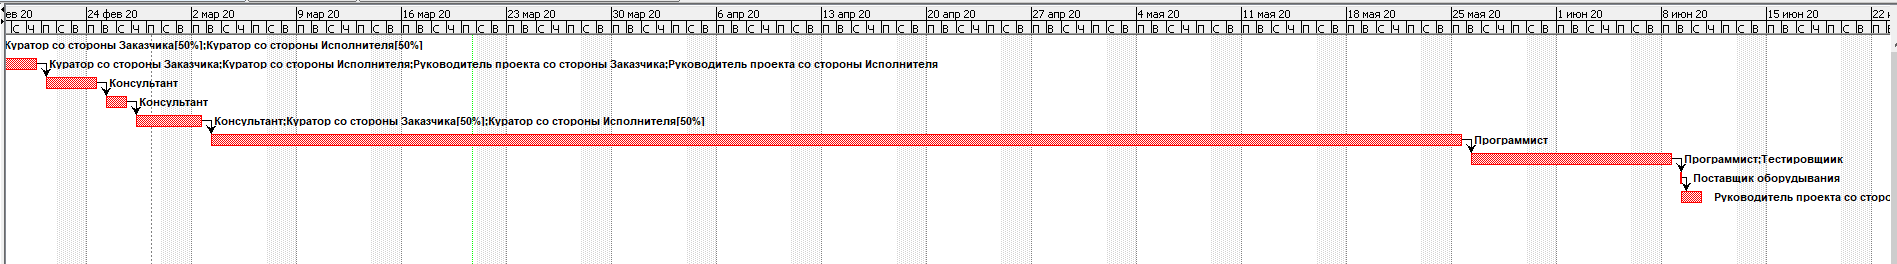 ев 20 24 фев 20 2 мар 20 9 мар 20 16 мар 20 23 мар 20 30 мар 20 6 апр 20 13 апр 20 20 апр 20 27 апр 20 4 мая 20 11 мая 20 18 мая 20 25 мая 20 1 июн 20 8 июн 20 15 июн 20 22
С Ч П С В П В С Ч П С В П В С Ч П С В П В С Ч П С В П В С Ч П С В П В С Ч П С В П В С Ч П С В П В С Ч П С В П В С Ч П С В П В С Ч П С В П В С Ч П С В П В С Ч П С В П В С Ч П С В П В С Ч П С В П В С Ч П С В П В С Ч П С В П В С Ч П С В П В С Ч П С В П В
Куратор со стороны Заказчика[50%];Куратор со стороны Исполнителя[50%]
Куратор со стороны Заказчика;Куратор со стороны Исполнителя;Руководитель проекта со стороны Заказчика;Руководитель проекта со стороны Исполнителя
Консультант
Консультант
Консультант;Куратор со стороны Заказчика[50%];Куратор со стороны Исполнителя[50%]
Программист
Программист;Тестировщиик
Поставщик оборудывания
Руководитель проекта со сторо